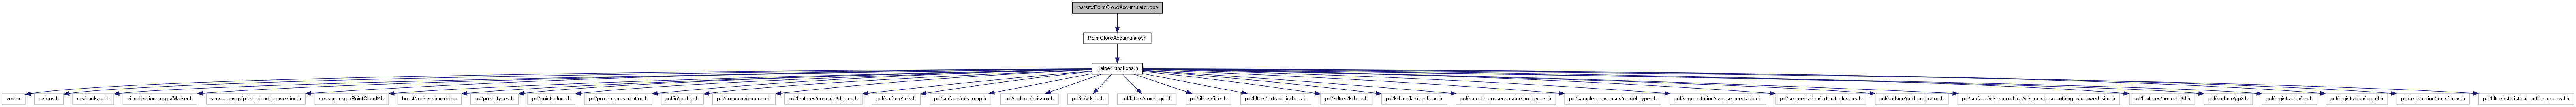 ros/src/PointCloudAccumulator.cpp
PointCloudAccumulator.h
HelperFunctions.h
vector
ros/ros.h
ros/package.h
visualization_msgs/Marker.h
sensor_msgs/point_cloud_conversion.h
sensor_msgs/PointCloud2.h
boost/make_shared.hpp
pcl/point_types.h
pcl/point_cloud.h
pcl/point_representation.h
pcl/io/pcd_io.h
pcl/common/common.h
pcl/features/normal_3d_omp.h
pcl/surface/mls.h
pcl/surface/mls_omp.h
pcl/surface/poisson.h
pcl/io/vtk_io.h
pcl/filters/voxel_grid.h
pcl/filters/filter.h
pcl/filters/extract_indices.h
pcl/kdtree/kdtree.h
pcl/kdtree/kdtree_flann.h
pcl/sample_consensus/method_types.h
pcl/sample_consensus/model_types.h
pcl/segmentation/sac_segmentation.h
pcl/segmentation/extract_clusters.h
pcl/surface/grid_projection.h
pcl/surface/vtk_smoothing/vtk_mesh_smoothing_windowed_sinc.h
pcl/features/normal_3d.h
pcl/surface/gp3.h
pcl/registration/icp.h
pcl/registration/icp_nl.h
pcl/registration/transforms.h
pcl/filters/statistical_outlier_removal.h